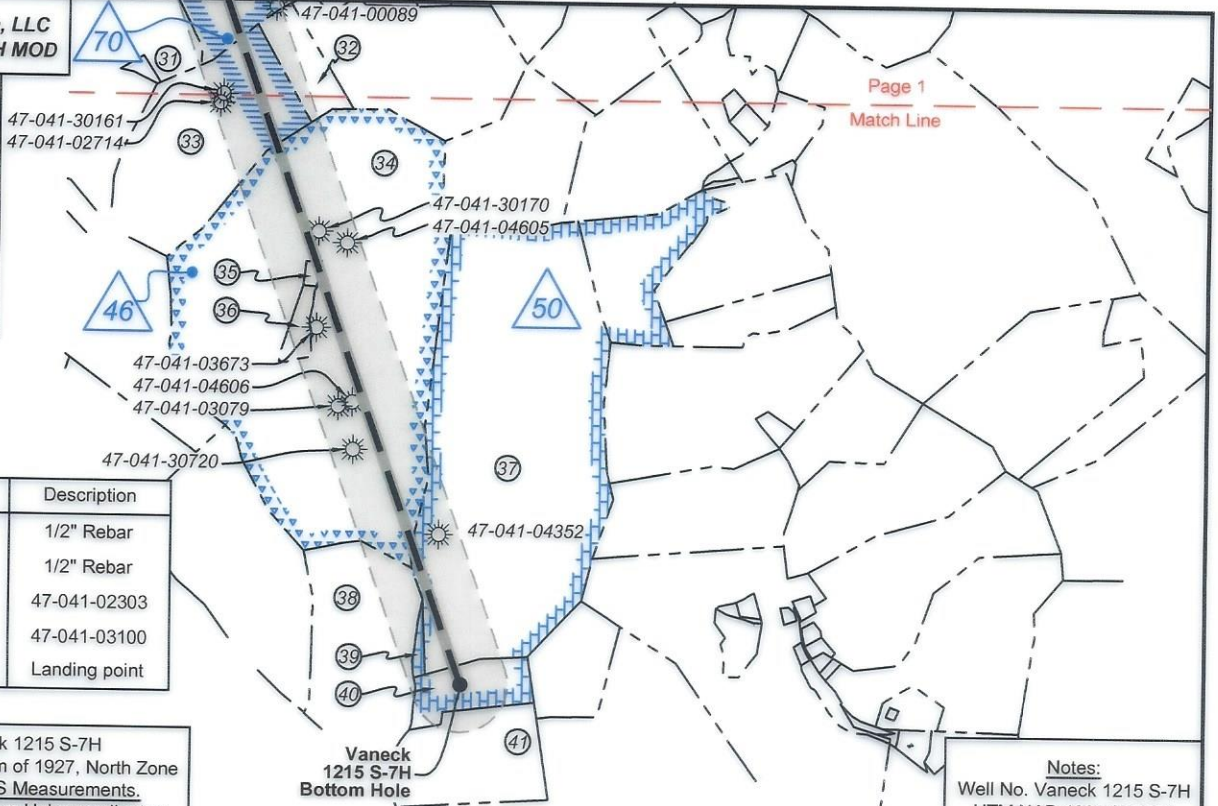 , LLC
H MOD
70
31
32
47-041-00089
Page 1
Match Line
47-041-30161
47-041-02714
33
34
47-041-30170
47-041-04605
35
46
36
50
47-041-03673
47-041-04606
47-041-03079
47-041-30720
37
47-041-04352
Description
1/2" Rebar
1/2" Rebar
47-041-02303
47-041-03100
Landing point
38
39
40
41
Vaneck
1215 S-7H
Bottom Hole
k 1215 S-7H
m of 1927, North Zone
S Measurements.
Notes:
Well No. Vaneck 1215 S-7H